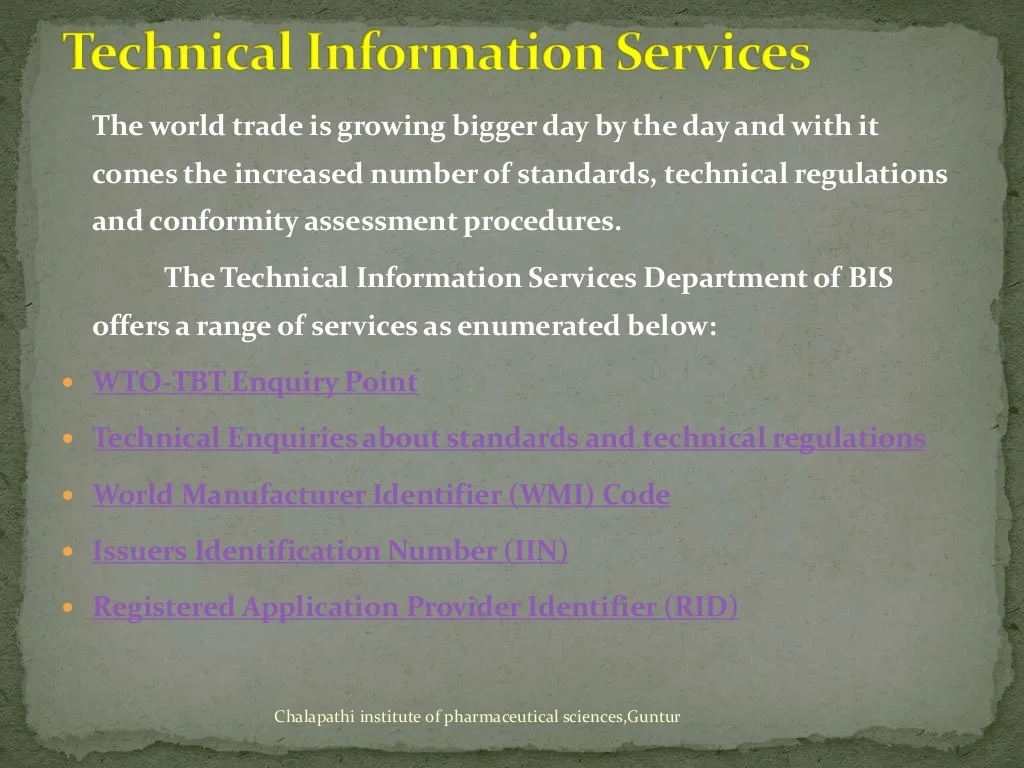 Technical Information Services
The world trade is growing bigger day by the day and with it
comes the increased number of standards, technical regulations
and conformity assessment procedures.
The Technical Information Services Department of BIS
offers a range of services as enumerated below:
• WTO-TBT Enquiry Point
• Technical Enquiries about standards and technical regulations
• World Manufacturer Identifier (WMI) Code
• Issuers Identification Number (IIN)
• Registered Application Provider Identifier (RID)
Chalapathi institute of pharmaceutical sciences,Guntur